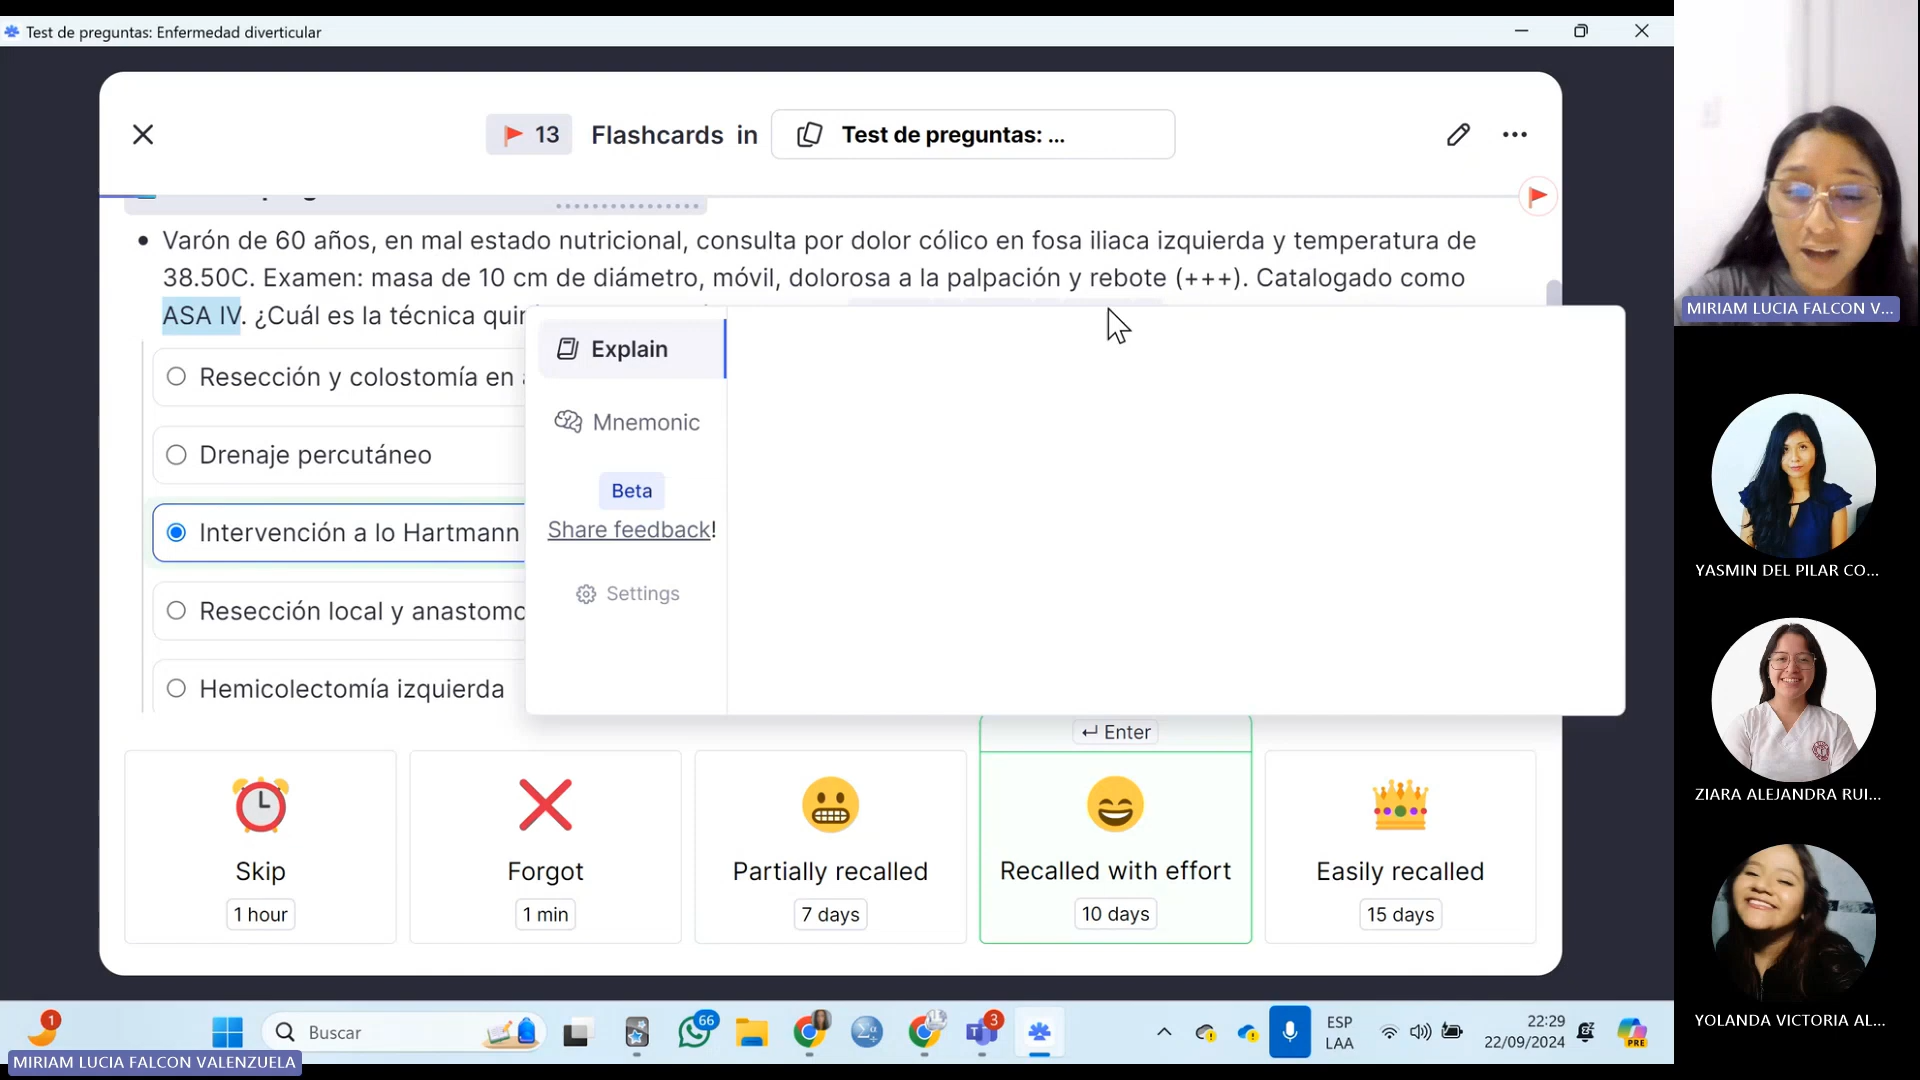 Test de preguntas: Enfermedad diverticular
13 Flashcards in Test de preguntas: ...
Varón de 60 años, en mal estado nutricional, consulta por dolor cólico en fosa iliaca izquierda y temperatura de
38.50C. Examen: masa de 10 cm de diámetro, móvil, dolorosa a la palpación y rebote (+++). Catalogado como
ASA IV. ¿Cuál es la técnica
Resección y colostomía en
Drenaje percutáneo
Intervención a lo Hartmann
Resección local y
Hemicolectomía izquierda
Explain
Mnemonic
Beta
Share feedback!
Settings
Enter
Skip
1 hour
Forgot
1 min
Partially recalled
7 days
Recalled with effort
10 days
Easily recalled
15 days
MIRIAM LUCIA FALCON V...
YASMIN DEL PILAR CO...
ZIARA ALEJANDRA RUI...
YOLANDA VICTORIA AL...
1
Buscar
66
3
ESP
LAA
22:29
22/09/2024
PRE
MIRIAM LUCIA FALCON VALENZUELA